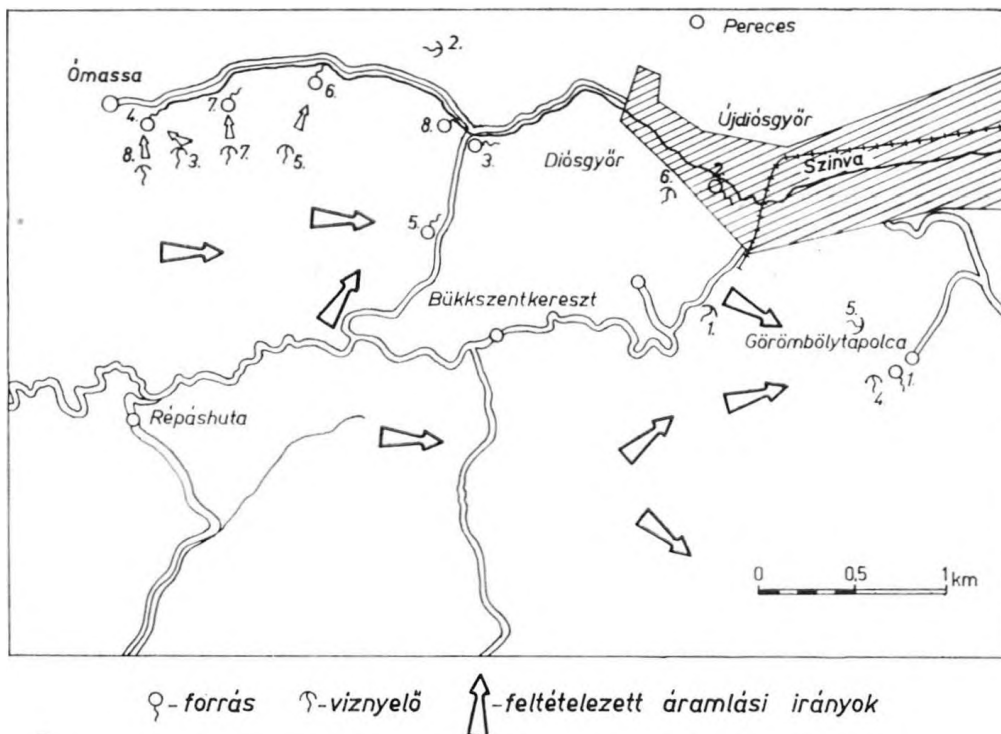 Pereces
2.
Ómassa
6.
7.
4.
8.
Újdiósgyőr
8. 3. 7. 5.
3.
Diósgyőr
Szinva
6. 2.
5.
Bükkszentkereszt
1.
5.
Görömbölytapolca
1.
4
Répáshuta
0 0,5 1 km
-forrás -víznyelő -feltételezett áramlási irányok